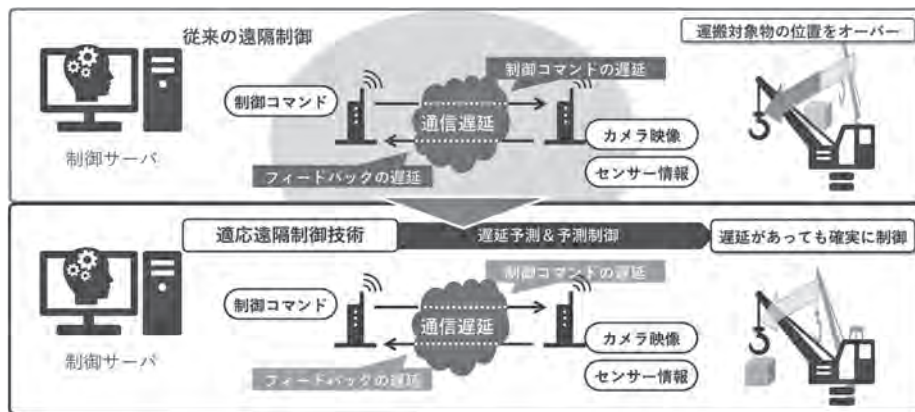 従来の遠隔制御
運搬対象物の位置をオーバー
制御コマンドの遅延
制御コマンド
通信遅延
カメラ映像
制御サーバ
フィードバックの遅延
センサー情報
適応遠隔制御技術
遅延予測＆予測制御
遅延があっても確実に制御
制御コマンドの遅延
制御コマンド
通信遅延
カメラ映像
制御サーバ
フィードバックの遅延
センサー情報